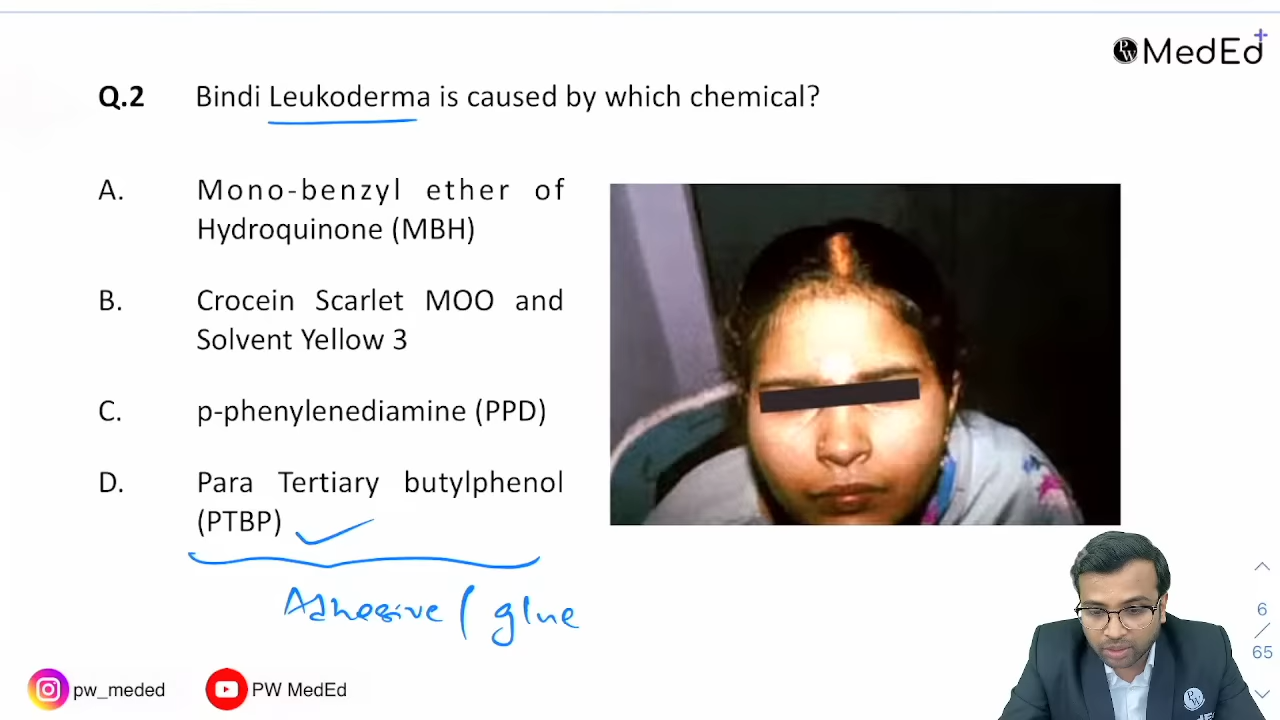 PW MedEd
Q.2 Bindi Leukoderma is caused by which chemical?
A. Mono-benzyl ether of
Hydroquinone (MBH)
B. Crocein Scarlet MOO and
Solvent Yellow 3
C. p-phenylenediamine (PPD)
D. Para Tertiary butylphenol
(PTBP)
Adhesive ( glue
6
/
65
pw_meded PW MedEd